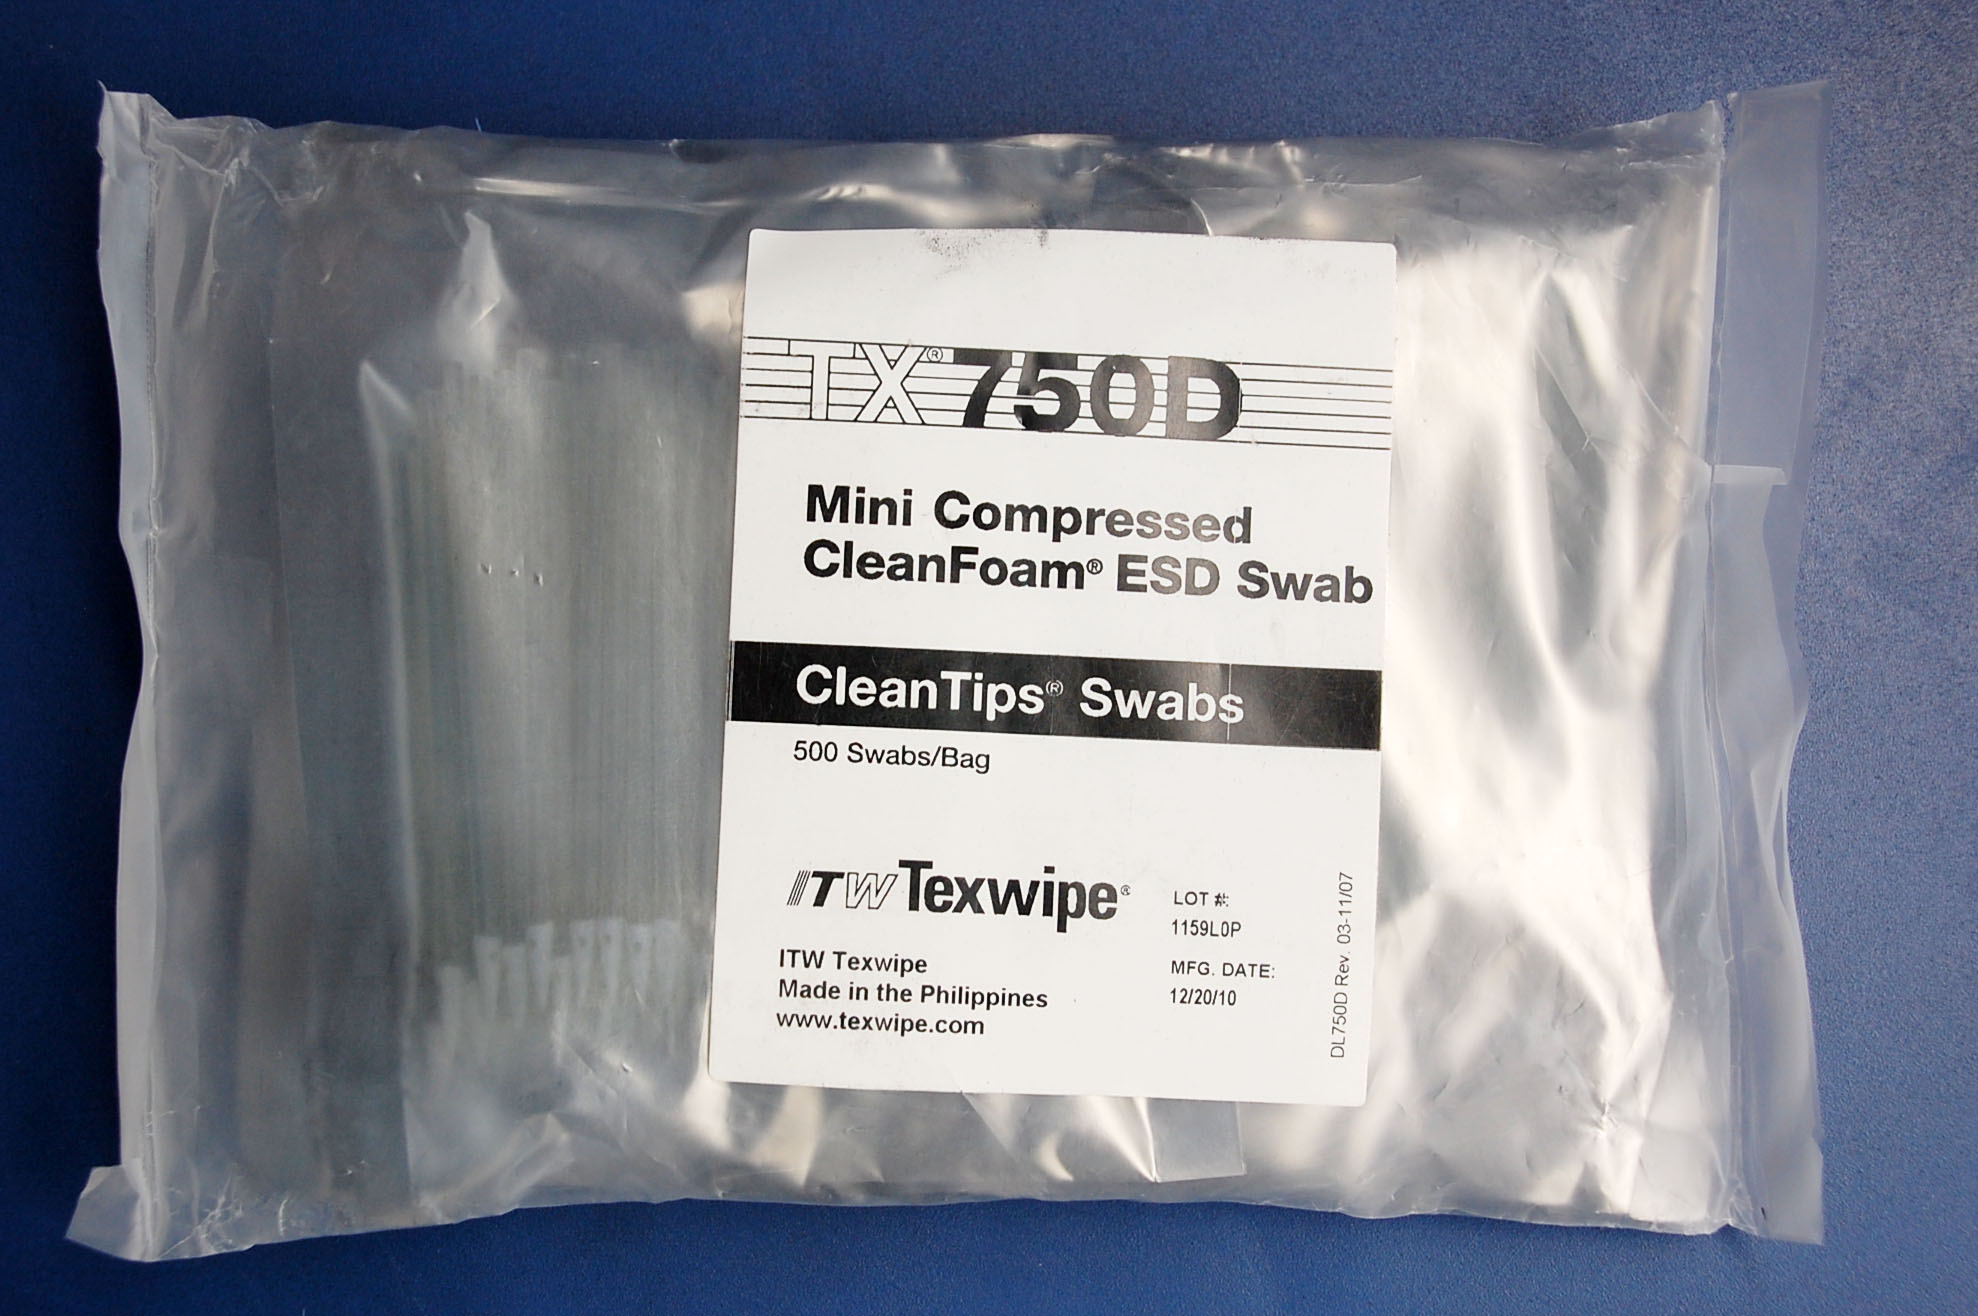 TX® 750D
Mini Compressed
CleanFoam® ESD Swab
CleanTips® Swabs
500 Swabs/Bag
ITW Texwipe®
ITW Texwipe
Made in the Philippines
www.texwipe.com
LOT #:
1159L0P
MFG. DATE:
12/20/10
DL750D Rev. 03-11/07